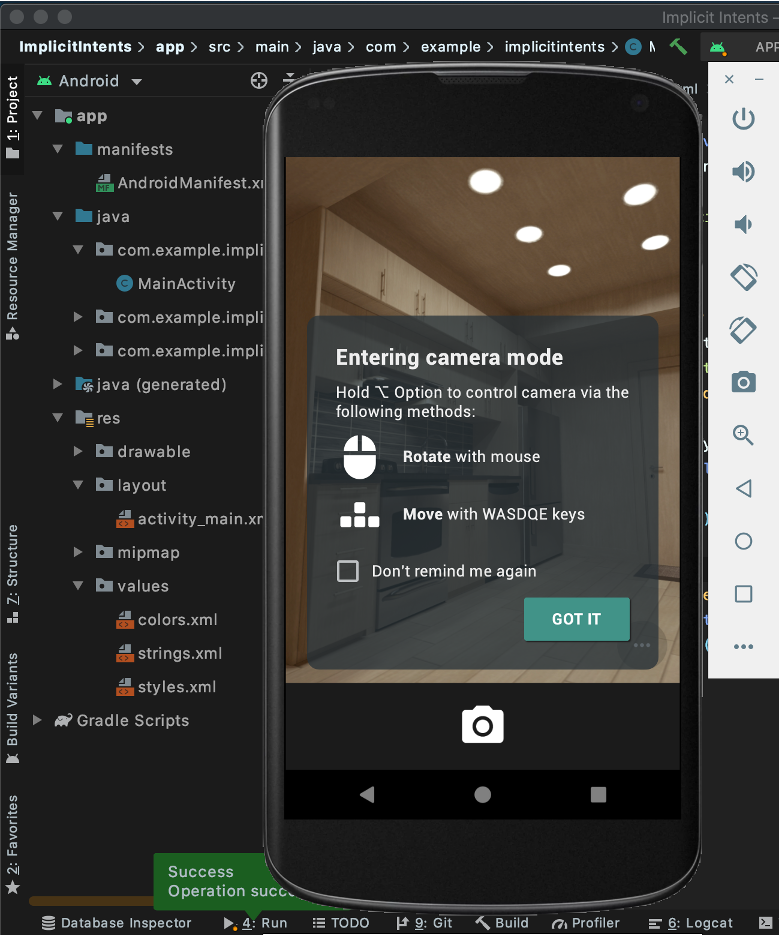 Implicit Intents –
ImplicitIntents > app > src > main > java > com > example > implicitintents >
APP
Android
1: Project
Resource Manager
Z: Structure
Build Variants
2: Favorites
app
manifests
AndroidManifest.xm
java
com.example.impli
MainActivity
com.example.impli
com.example.impli
java (generated)
res
drawable
layout
activity_main.xm
mipmap
values
colors.xml
strings.xml
styles.xml
Gradle Scripts
Entering camera mode
Hold ⌥ Option to control camera via the
following methods:
Rotate with mouse
Move with WASDQE keys
Don't remind me again
GOT IT
Success
Operation succe
Database Inspector 4: Run TODO 9: Git Build Profiler 6: Logcat